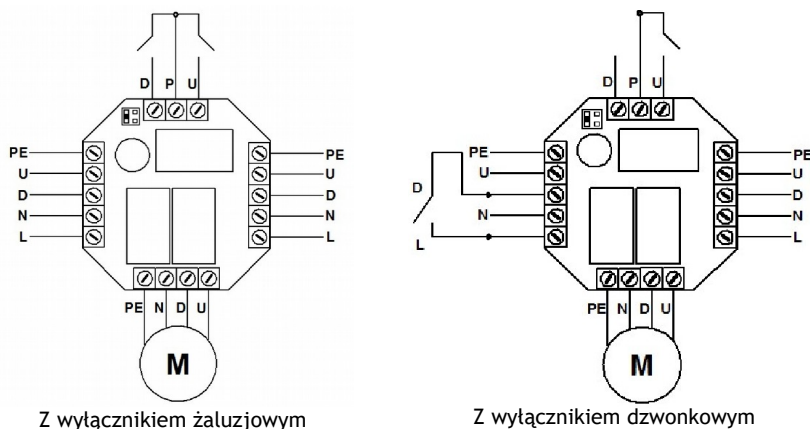 D P U D P U
PE PE PE PE
U U D U U
D D D
N N N N
L L L L
PE N D U PE N D U
M M
Z wyłącznikiem żaluzjowym Z wyłącznikiem dzwonkowym